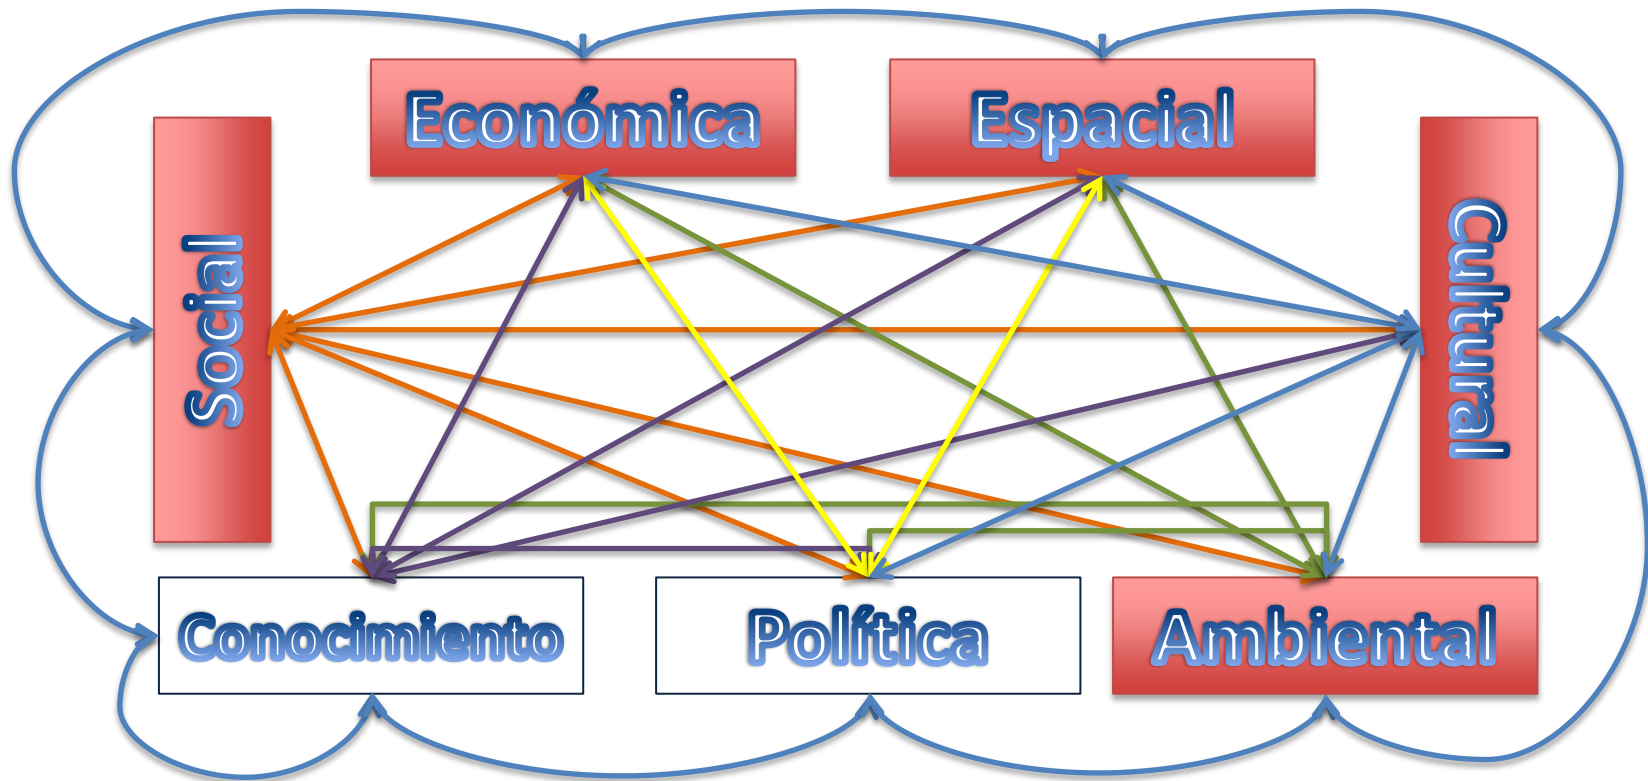 Económica
Espacial
Social
Cultural
Conocimiento
Política
Ambiental